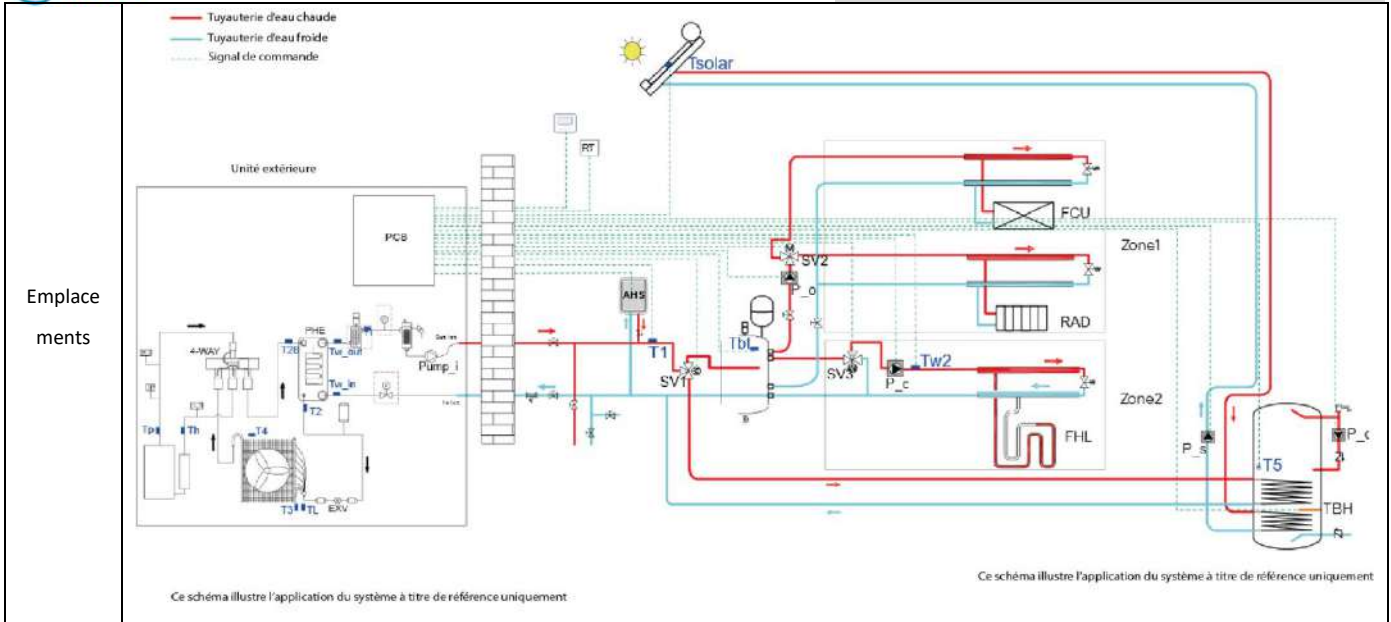 Tuyauterie d'eau chaude
Tuyauterie d'eau froide
Signal de commande
Tsolar
RT
Unité extérieure
PCB
FCU
Zone1
SV2
P_o
AHS
RAD
Emplace
ments
4-WAY
PHE
T2B
Tw_out
Pump_i
T1
Tbt
SV1
SV3
P_c
Tw2
Tw_in
T2
Zone2
FHL
Tp
Th
T4
P_s
T5
TBH
T3
TL
EXV
Ce schéma illustre l'application du système à titre de référence uniquement
Ce schéma illustre l'application du système à titre de référence uniquement